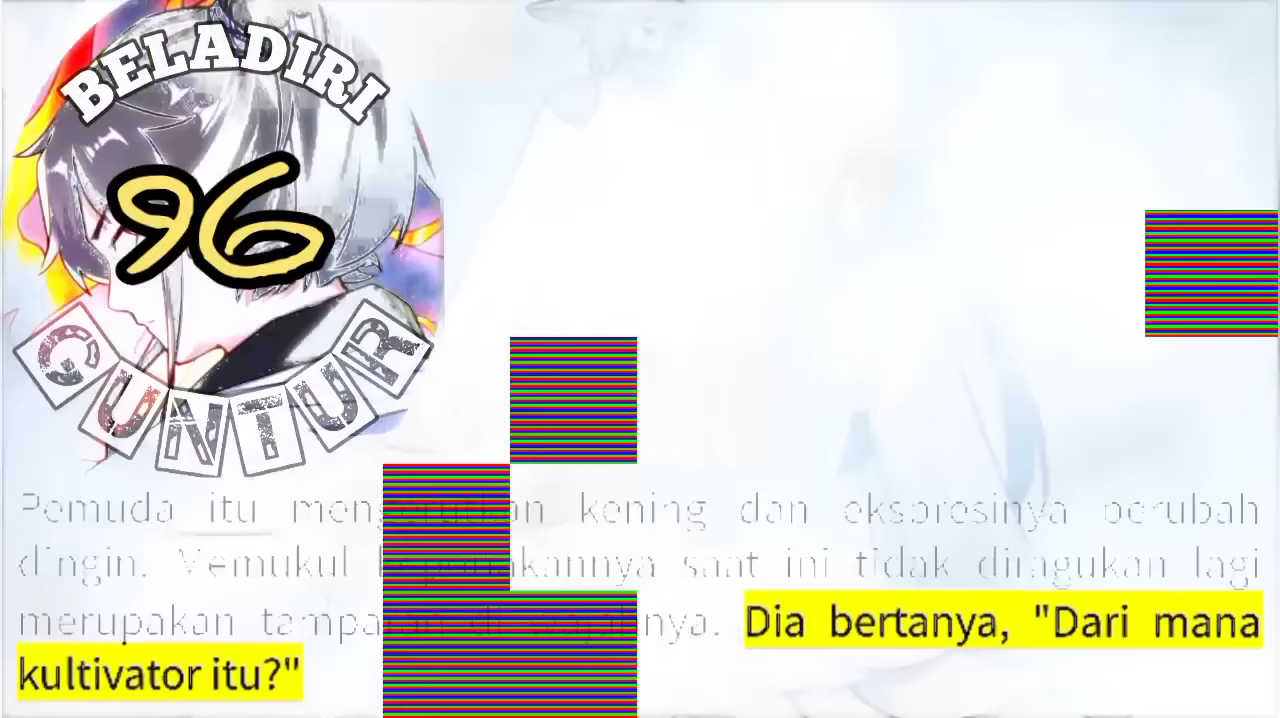 BELADIRI
96
GUNTUR
Pemuda itu mengerutkan kening dan ekspresinya berubah
dingin. Memukul keponakannya saat ini tidak diragukan lagi
merupakan tamparan di wajahnya. Dia bertanya, "Dari mana
kultivator itu?"